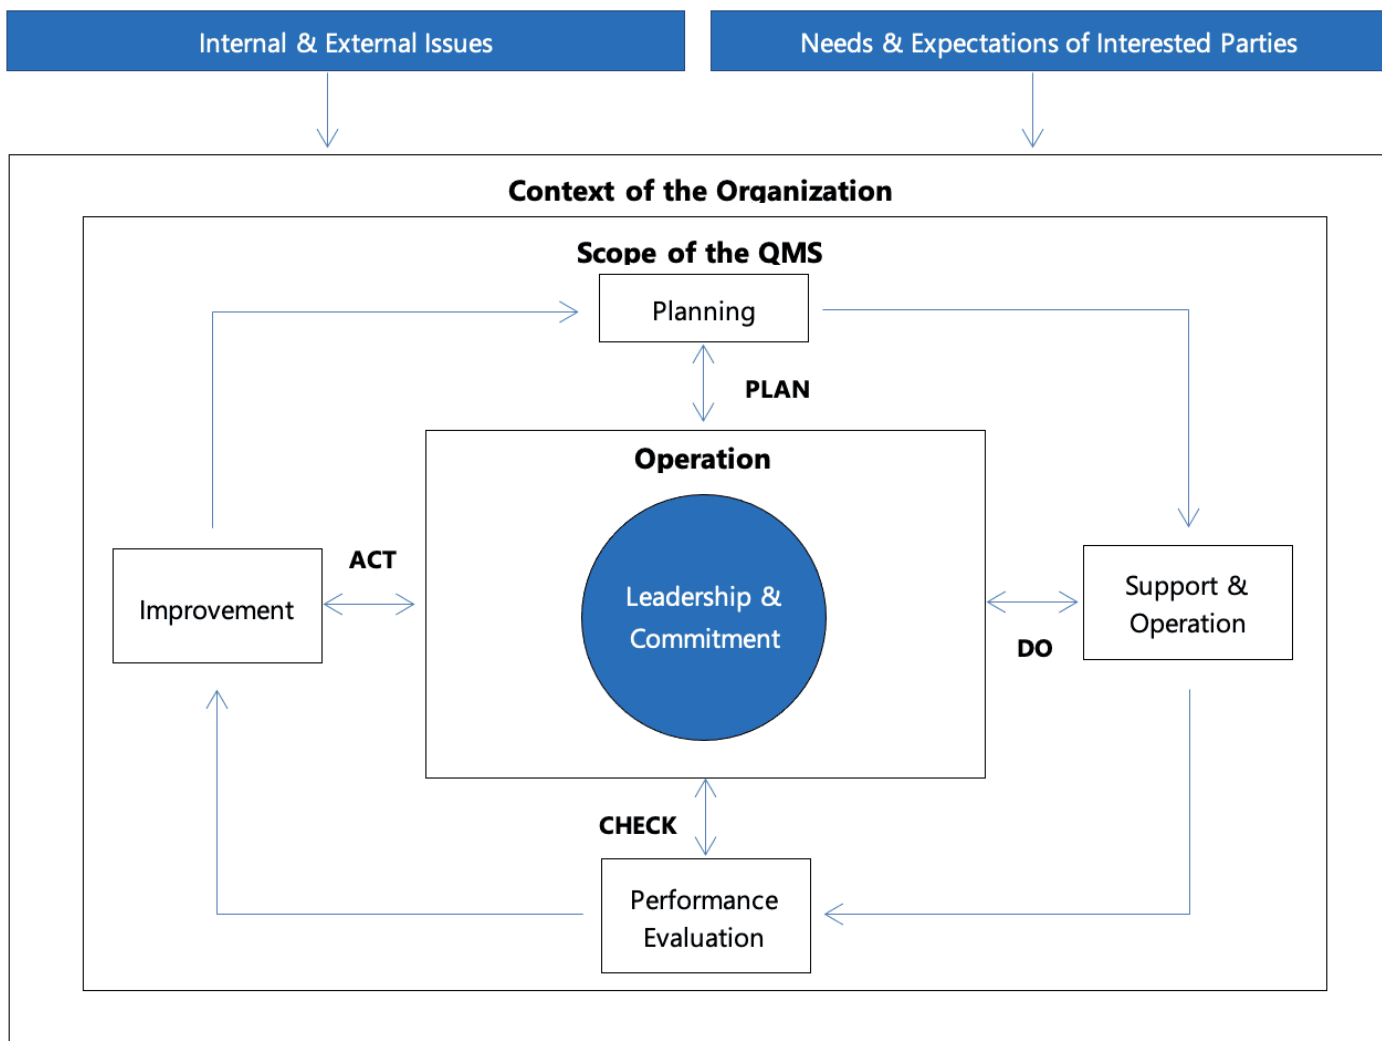 Internal & External Issues
Needs & Expectations of Interested Parties
Context of the Organization
Scope of the QMS
Planning
PLAN
Operation
ACT
Improvement
Leadership &
Commitment
Support &
Operation
DO
CHECK
Performance
Evaluation